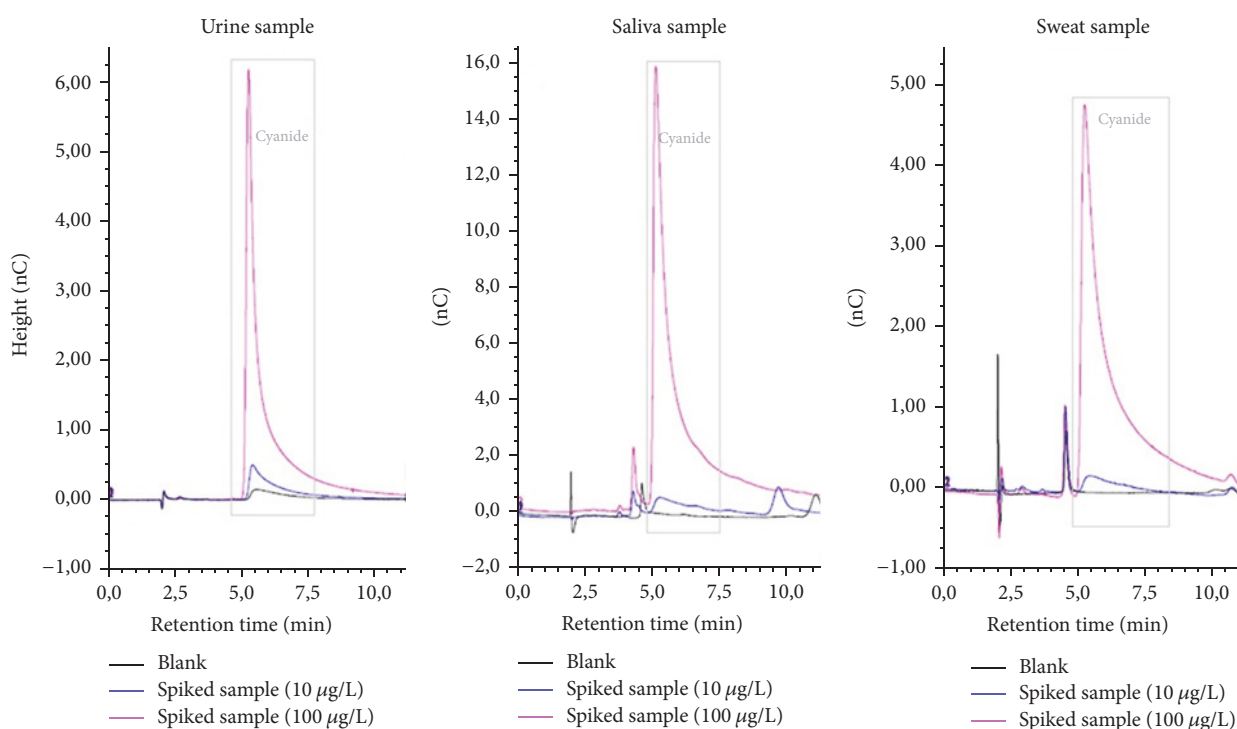 Urine sample
Height (nC)
6,00
5,00
4,00
3,00
2,00
1,00
0,00
−1,00
Cyanide
0,0 2,5 5,0 7,5 10,0
Retention time (min)
Blank
Spiked sample (10 μg/L)
Spiked sample (100 μg/L)
Saliva sample
(nC)
16,0
14,0
12,0
10,0
8,0
6,0
4,0
2,0
0,0
−2,0
Cyanide
0,0 2,5 5,0 7,5 10,0
Retention time (min)
Blank
Spiked sample (10 μg/L)
Spiked sample (100 μg/L)
Sweat sample
(nC)
5,00
4,00
3,00
2,00
1,00
0,00
−1,00
Cyanide
0,0 2,5 5,0 7,5 10,0
Retention time (min)
Blank
Spiked sample (10 μg/L)
Spiked sample (100 μg/L)